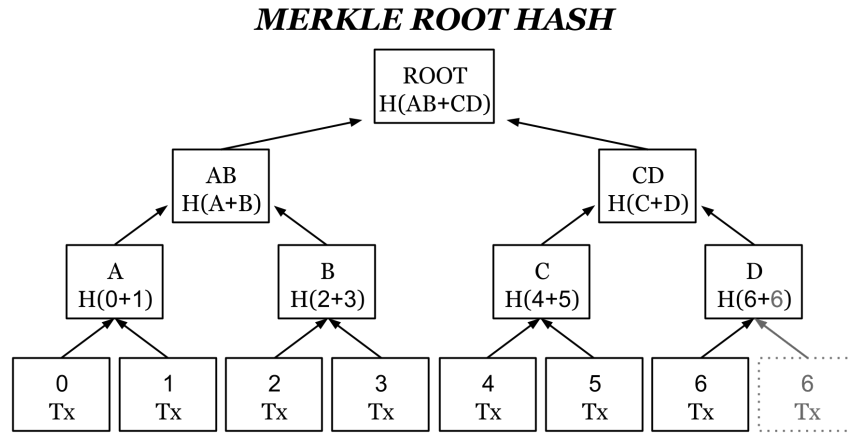 MERKLE ROOT HASH
ROOT
H(AB+CD)
AB
H(A+B)
CD
H(C+D)
A
H(0+1)
B
H(2+3)
C
H(4+5)
D
H(6+6)
0
Tx
1
Tx
2
Tx
3
Tx
4
Tx
5
Tx
6
Tx
6
Tx